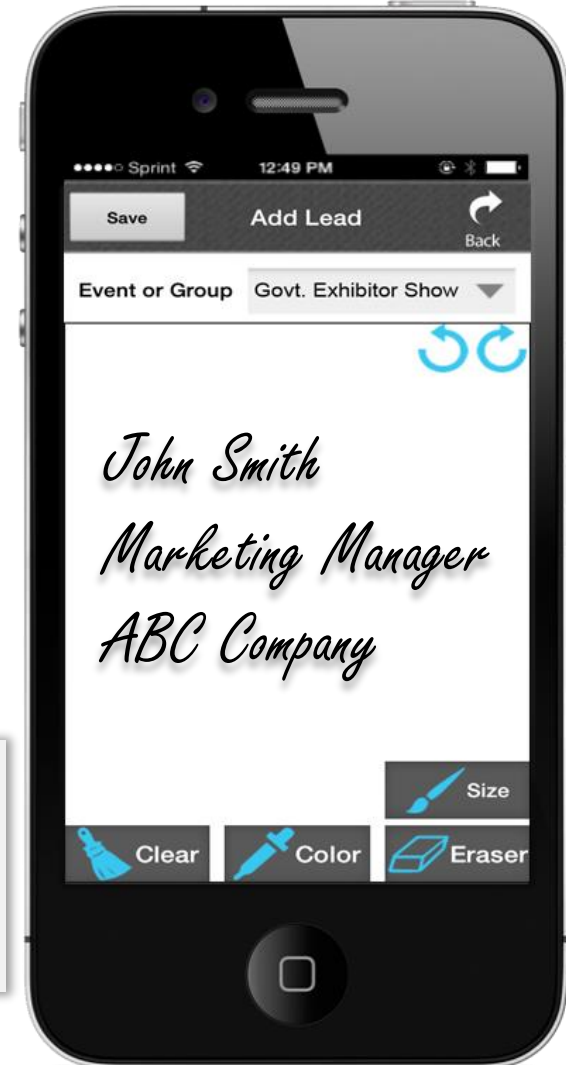 Sprint 12:49 PM
Save Add Lead Back
Event or Group Govt. Exhibitor Show
John Smith
Marketing Manager
ABC Company
Size
Clear Color Eraser